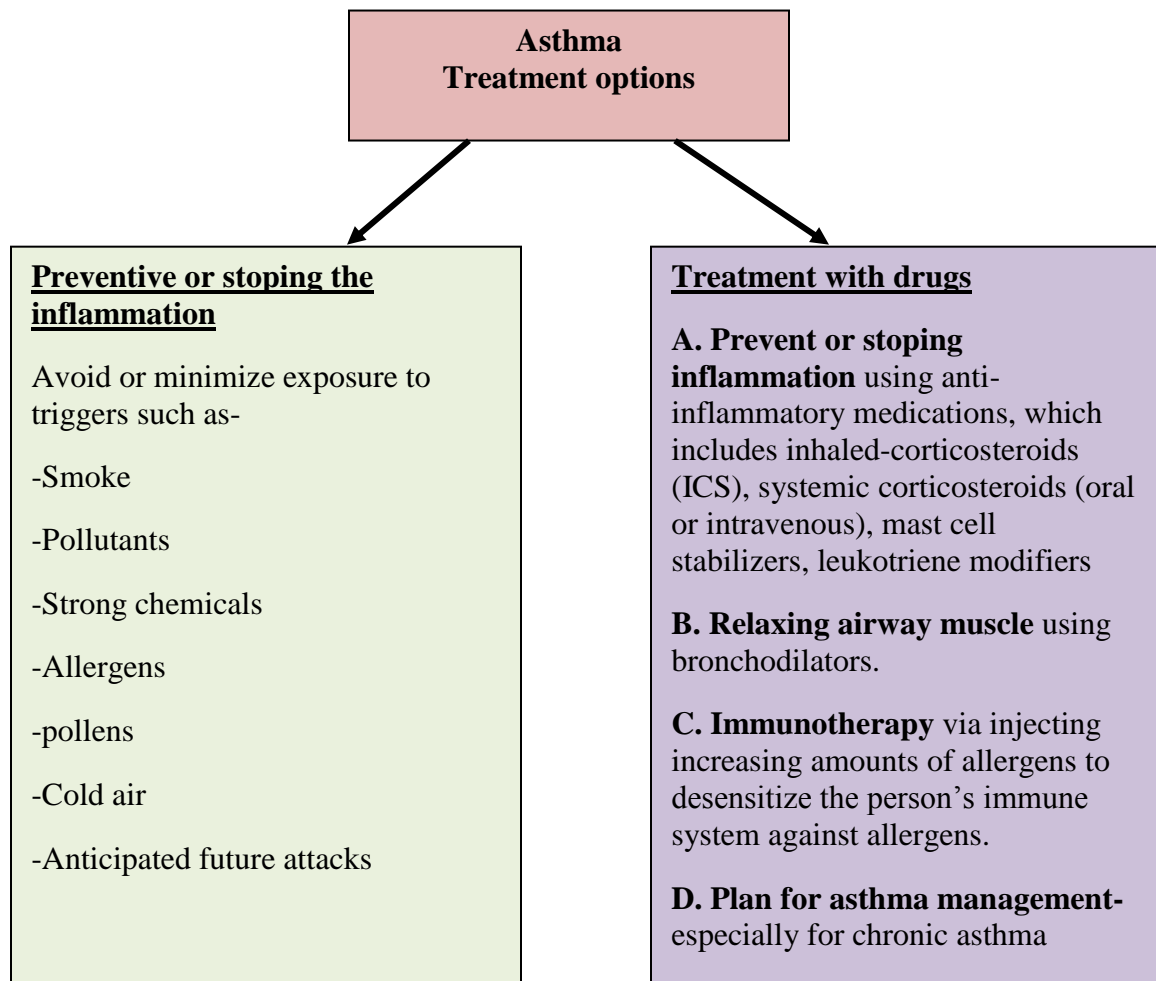 Asthma
Treatment options
Preventive or stoping the
inflammation
Avoid or minimize exposure to
triggers such as-
-Smoke
-Pollutants
-Strong chemicals
-Allergens
-pollens
-Cold air
-Anticipated future attacks
Treatment with drugs
A. Prevent or stoping
inflammation using anti-
inflammatory medications, which
includes inhaled-corticosteroids
(ICS), systemic corticosteroids (oral
or intravenous), mast cell
stabilizers, leukotriene modifiers
B. Relaxing airway muscle using
bronchodilators.
C. Immunotherapy via injecting
increasing amounts of allergens to
desensitize the person’s immune
system against allergens.
D. Plan for asthma management-
especially for chronic asthma